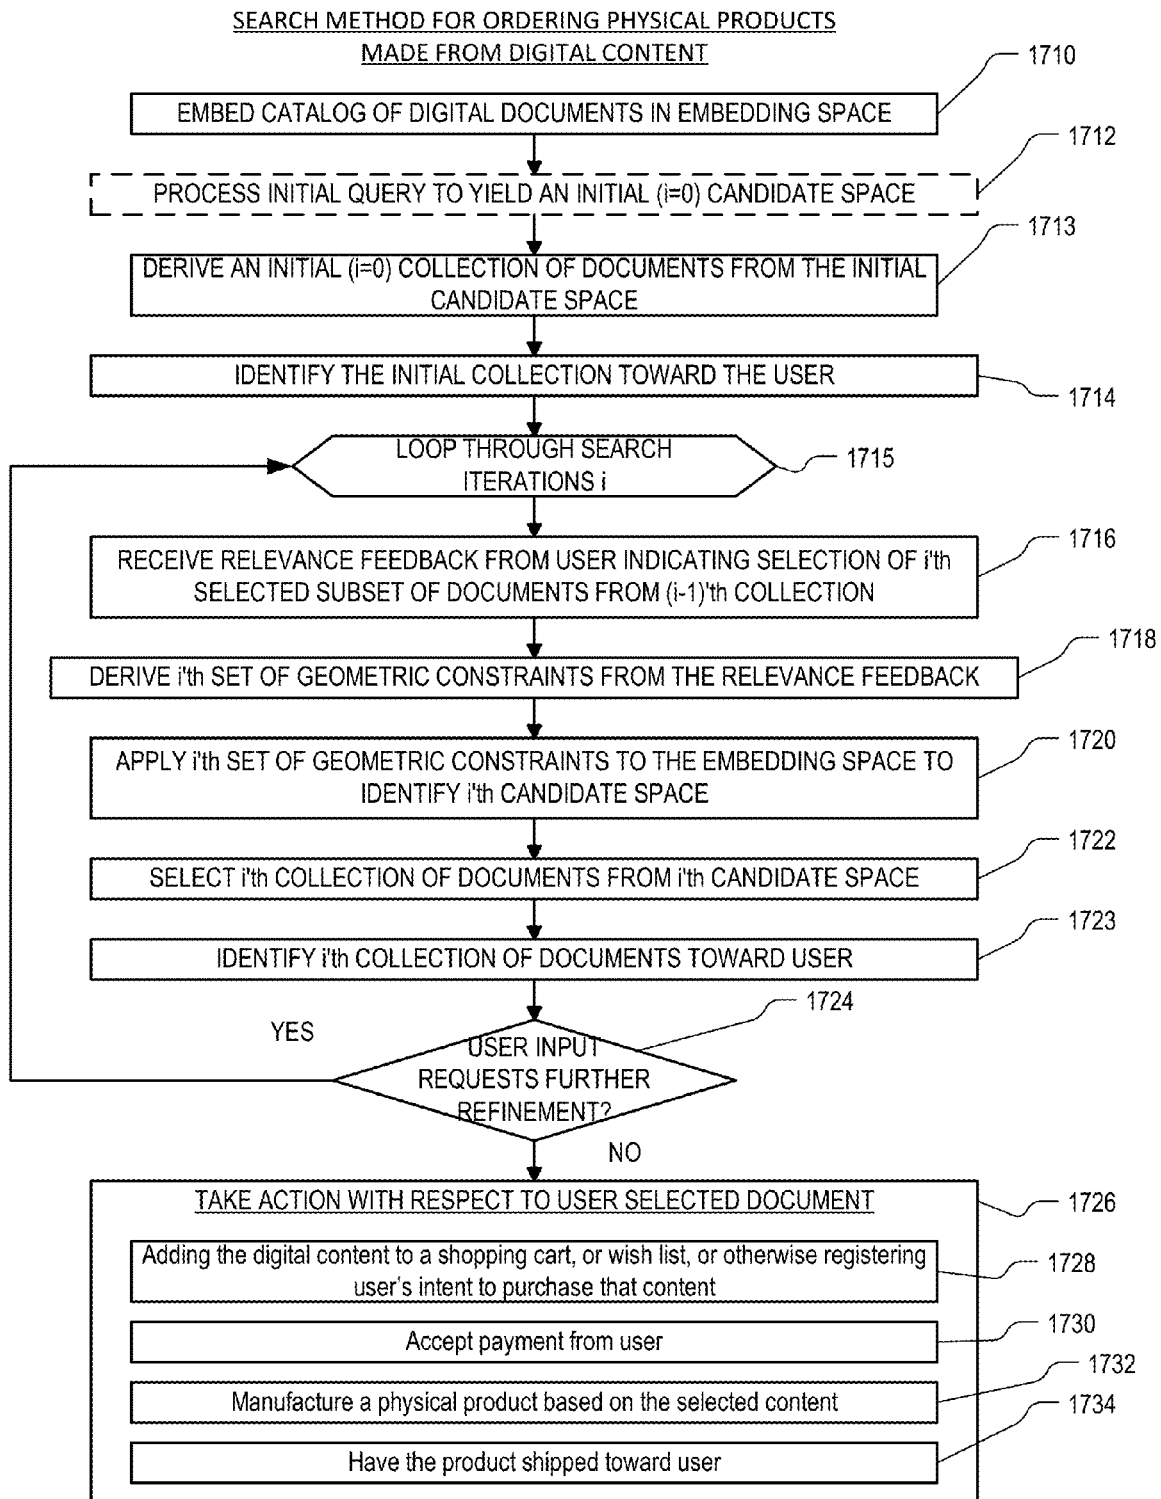 SEARCH METHOD FOR ORDERING PHYSICAL PRODUCTS
MADE FROM DIGITAL CONTENT
1710
EMBED CATALOG OF DIGITAL DOCUMENTS IN EMBEDDING SPACE
1712
PROCESS INITIAL QUERY TO YIELD AN INITIAL (i=0) CANDIDATE SPACE
1713
DERIVE AN INITIAL (i=0) COLLECTION OF DOCUMENTS FROM THE INITIAL
CANDIDATE SPACE
IDENTIFY THE INITIAL COLLECTION TOWARD THE USER
1714
LOOP THROUGH SEARCH
ITERATIONS i
1715
RECEIVE RELEVANCE FEEDBACK FROM USER INDICATING SELECTION OF i'th
SELECTED SUBSET OF DOCUMENTS FROM (i-1)'th COLLECTION
1716
1718
DERIVE i'th SET OF GEOMETRIC CONSTRAINTS FROM THE RELEVANCE FEEDBACK
1720
APPLY i'th SET OF GEOMETRIC CONSTRAINTS TO THE EMBEDDING SPACE TO
IDENTIFY i'th CANDIDATE SPACE
1722
SELECT i'th COLLECTION OF DOCUMENTS FROM i'th CANDIDATE SPACE
1723
IDENTIFY i'th COLLECTION OF DOCUMENTS TOWARD USER
1724
YES
USER INPUT
REQUESTS FURTHER
REFINEMENT?
NO
TAKE ACTION WITH RESPECT TO USER SELECTED DOCUMENT
1726
Adding the digital content to a shopping cart, or wish list, or otherwise registering
user's intent to purchase that content
1728
1730
Accept payment from user
1732
Manufacture a physical product based on the selected content
1734
Have the product shipped toward user